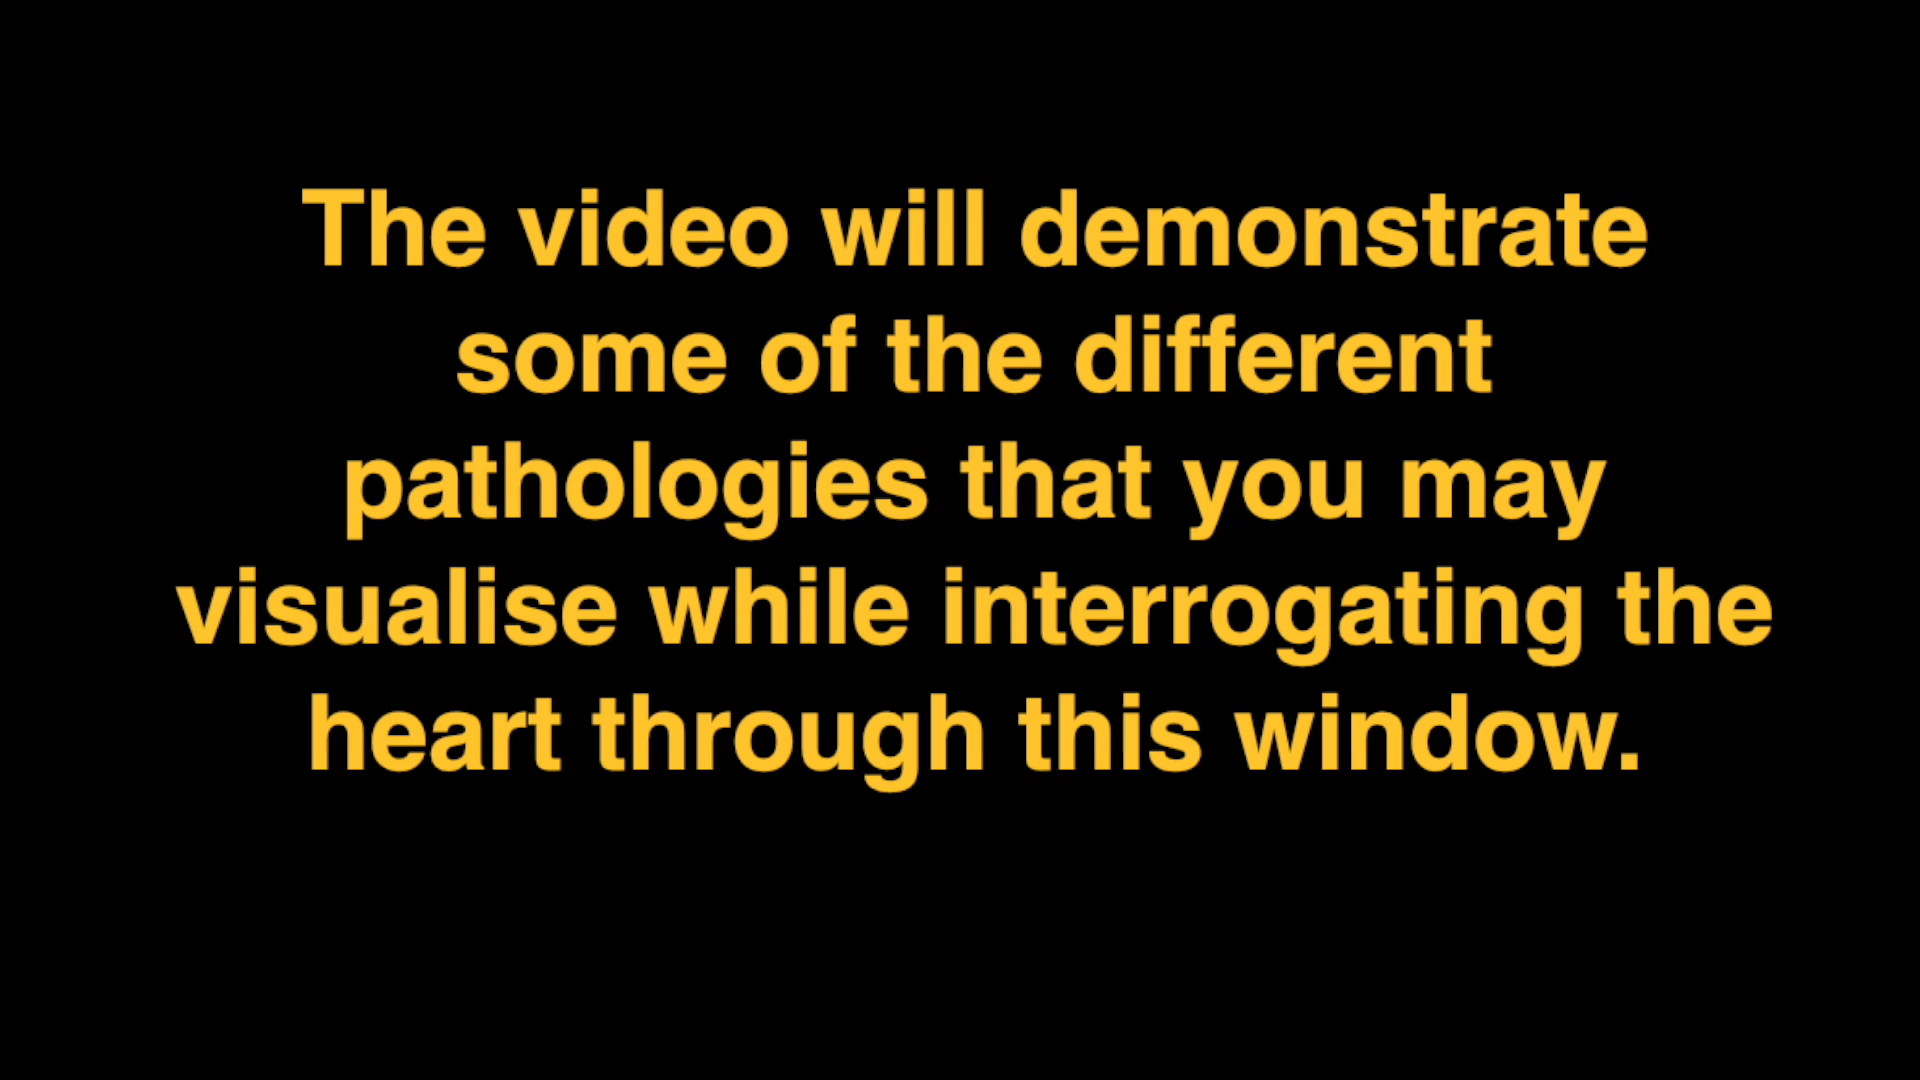 The video will demonstrate
some of the different
pathologies that you may
visualise while interrogating the
heart through this window.